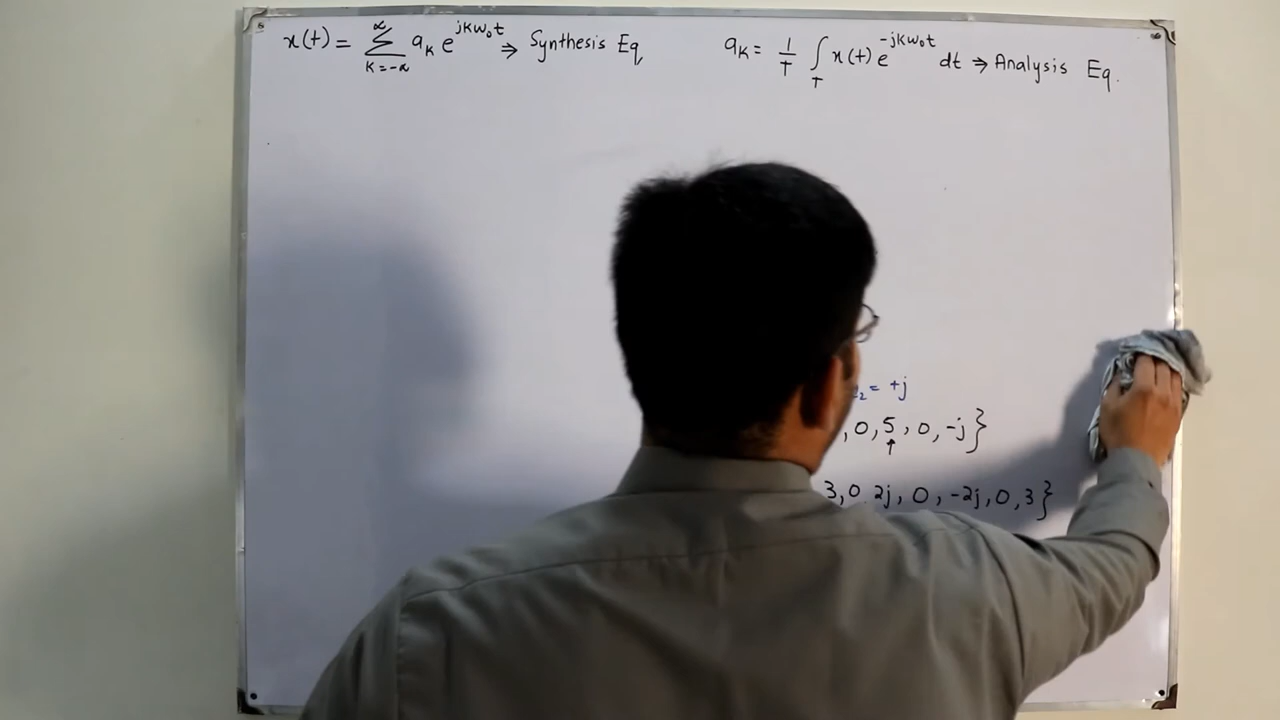 x(t) = ∑_{k=-∞}^{∞} a_k e^{jkω₀t} ⇒ Synthesis Eq,
a_k = 1/T ∫_T x(t) e^{-jkω₀t} dt ⇒ Analysis Eq.
₂ = +j
, 0, 5, 0, -j}
↑
3, 0 2j, 0, -2j, 0, 3}